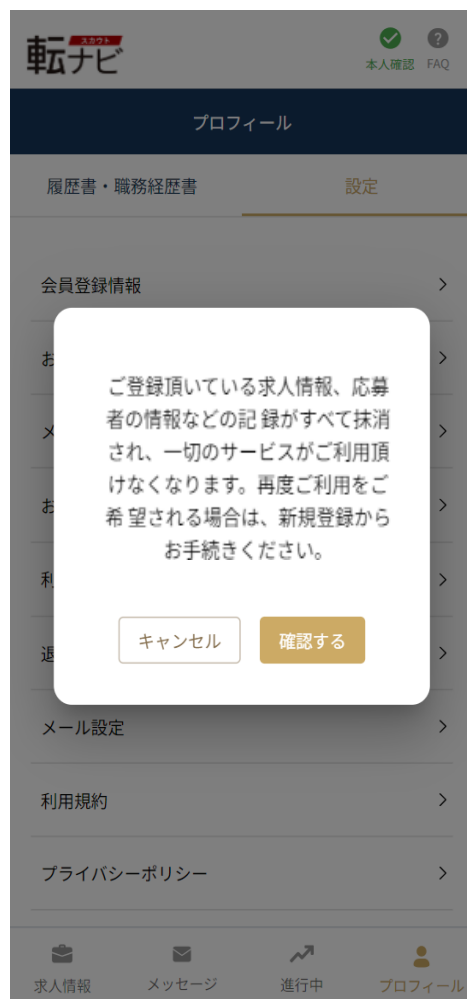 スカウト
転ナビ
本人確認
FAQ
プロフィール
履歴書・職務経歴書
設定
会員登録情報
お
メ
お
利
退
ご登録頂いている求人情報、応募
者の情報などの記 録がすべて抹消
され、一切のサービスがご利用頂
けなくなります。再度ご利用をご
希 望される場合は、新規登録から
お手続きください。
キャンセル
確認する
メール設定
利用規約
プライバシーポリシー
求人情報
メッセージ
進行中
プロフィール